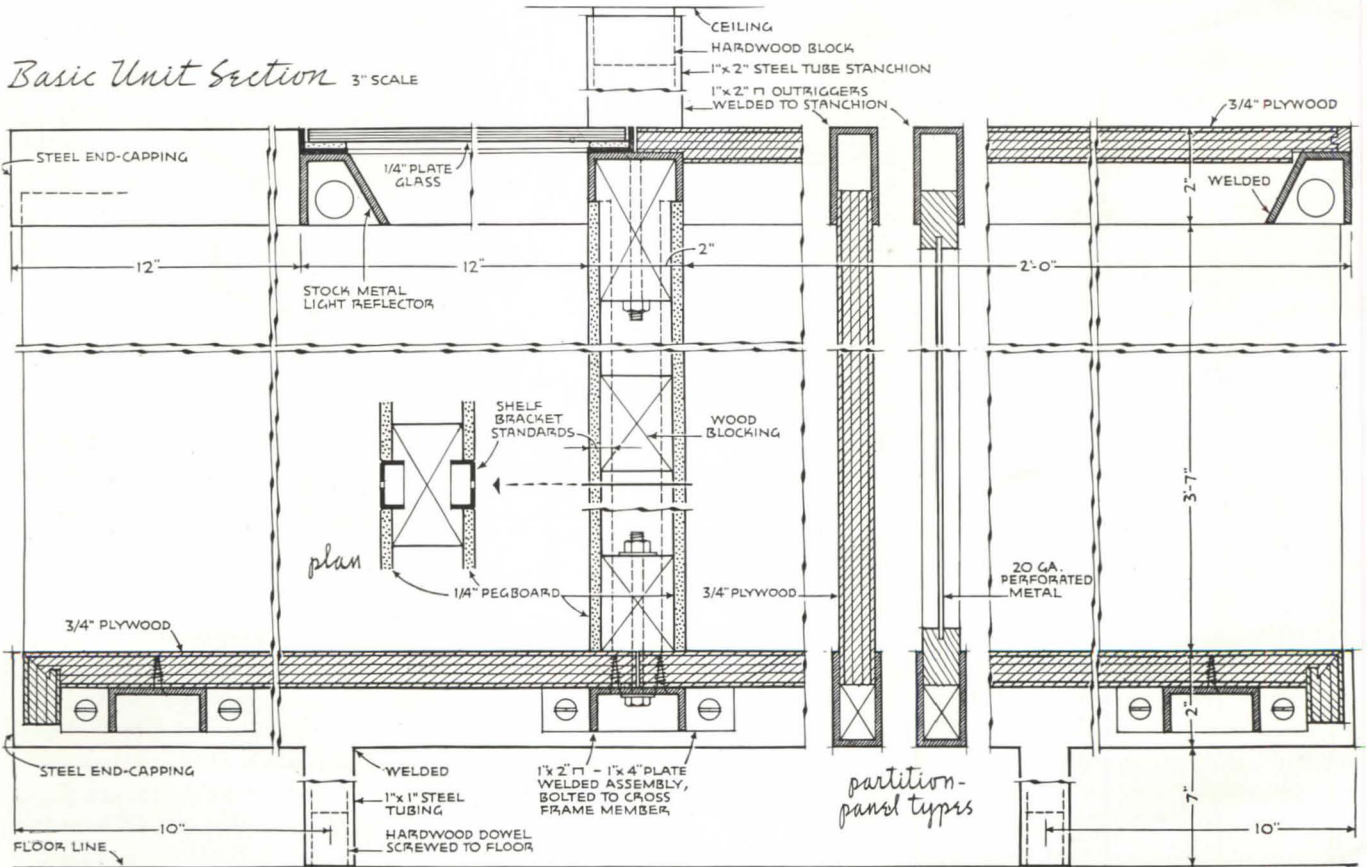 CEILING
HARDWOOD BLOCK
Basic Unit Section 3" SCALE
1"x 2" STEEL TUBE STANCHION
1"x 2" ⊓ OUTRIGGERS
WELDED TO STANCHION
3/4" PLYWOOD
STEEL END-CAPPING
1/4" PLATE
GLASS
WELDED
2"
12"
12"
2"
2'-0"
STOCK METAL
LIGHT REFLECTOR
SHELF
BRACKET
STANDARDS
WOOD
BLOCKING
3'-7"
plan
1/4" PEGBOARD
3/4" PLYWOOD
20 GA.
PERFORATED
METAL
3/4" PLYWOOD
2"
STEEL END-CAPPING
WELDED
1"x 1" STEEL
TUBING
HARDWOOD DOWEL
SCREWED TO FLOOR
1"x 2" ⊓ - 1"x 4" PLATE
WELDED ASSEMBLY,
BOLTED TO CROSS
FRAME MEMBER
partition-
panel types
7"
10"
10"
FLOOR LINE